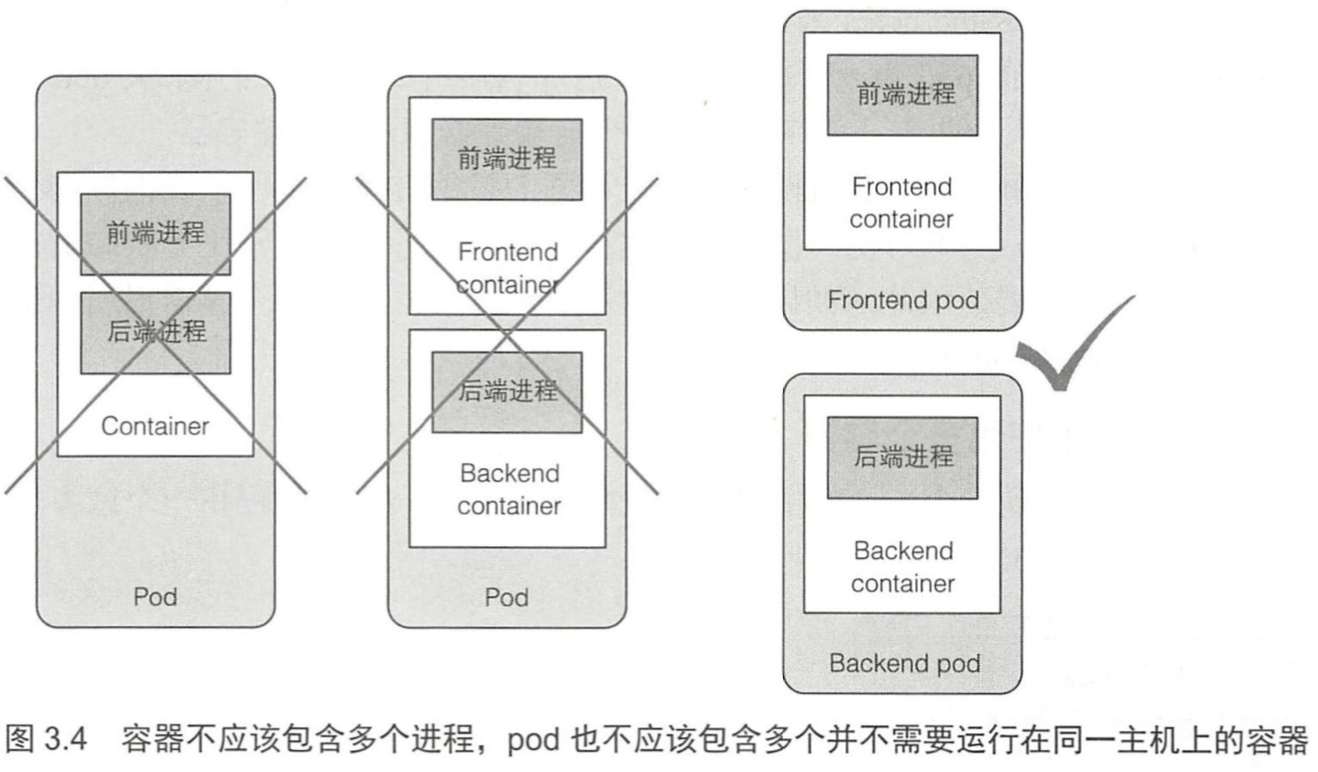 前端进程
后端进程
Container
Pod
前端进程
Frontend
container
后端进程
Backend
container
Pod
前端进程
Frontend
container
Frontend pod
后端进程
Backend
container
Backend pod
图 3.4 容器不应该包含多个进程，pod 也不应该包含多个并不需要运行在同一主机上的容器